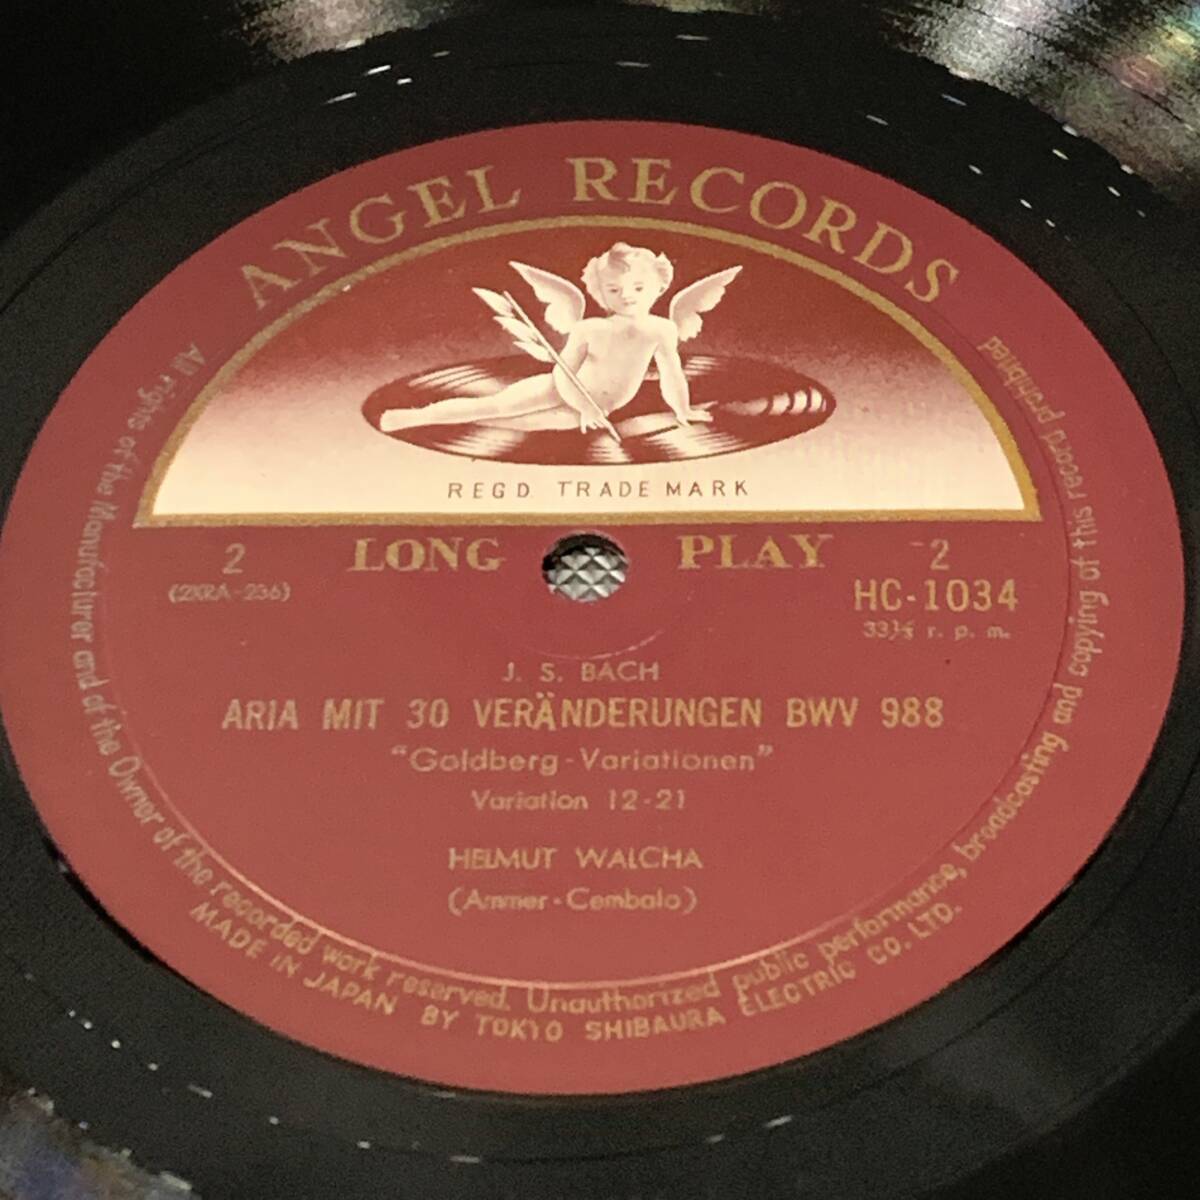 ANGEL RECORDS
REGD. TRADE MARK
2 LONG PLAY 2
(2XRA-236) HC-1034
33⅓ r. p. m.
J. S. BACH
ARIA MIT 30 VERÄNDERUNGEN BWV 988
"Goldberg-Variationen"
Variation 12-21
HELMUT WALCHA
(Ammer-Cembalo)
All rights of the Manufacturer and of the Owner of the recorded work reserved. Unauthorized public performance, broadcasting and copying of this record prohibited
MADE IN JAPAN BY TOKYO SHIBAURA ELECTRIC CO. LTD.